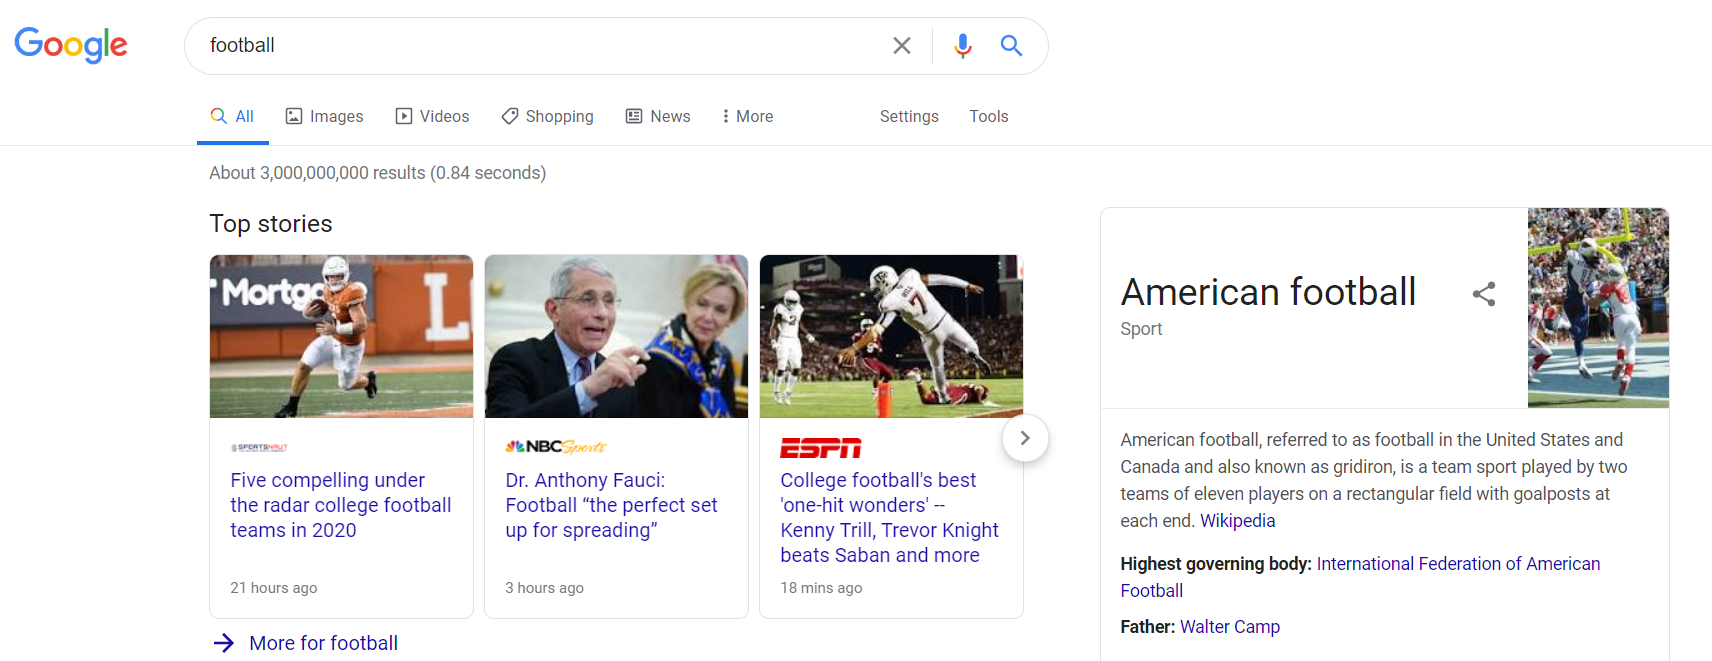 Google
football
All
Images
Videos
Shopping
News
More
Settings
Tools
About 3,000,000,000 results (0.84 seconds)
Top stories
Mortg
SPORTSNAUT
Five compelling under
the radar college football
teams in 2020
21 hours ago
NBC Sports
Dr. Anthony Fauci:
Football “the perfect set
up for spreading”
3 hours ago
7
ESPN
College football's best
'one-hit wonders' --
Kenny Trill, Trevor Knight
beats Saban and more
18 mins ago
More for football
American football
Sport
American football, referred to as football in the United States and
Canada and also known as gridiron, is a team sport played by two
teams of eleven players on a rectangular field with goalposts at
each end. Wikipedia
Highest governing body: International Federation of American
Football
Father: Walter Camp